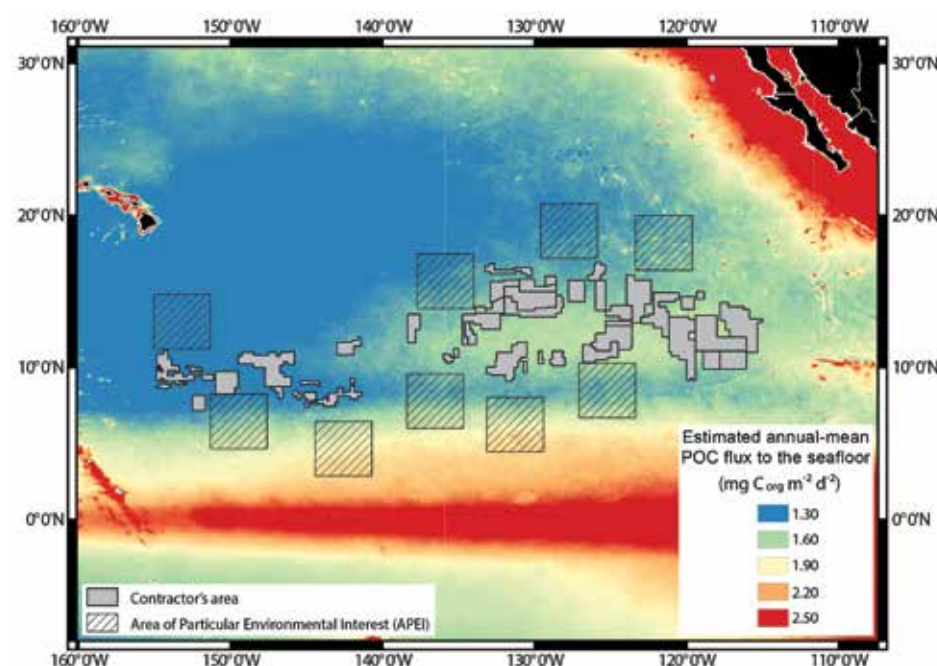 160°0'W 150°0'W 140°0'W 130°0'W 120°0'W 110°0'W
30°0'N 30°0'N
20°0'N 20°0'N
10°0'N 10°0'N
0°0'N 0°0'N
Estimated annual-mean
POC flux to the seafloor
(mg C org m⁻² d⁻²)
1.30
1.60
1.90
2.20
2.50
Contractor's area
Area of Particular Environmental Interest (APEI)
160°0'W 150°0'W 140°0'W 130°0'W 120°0'W 110°0'W